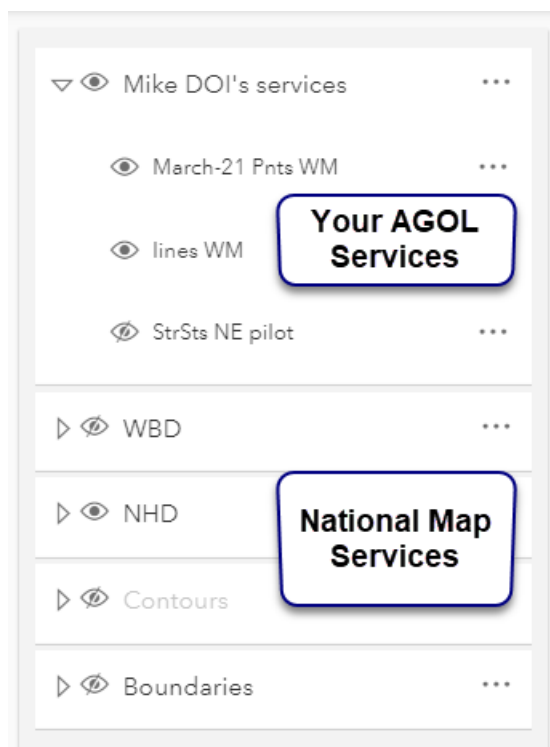 Mike DOI's services
March-21 Pnts WM
Your AGOL
Services
lines WM
StrSts NE pilot
WBD
NHD
National Map
Services
Contours
Boundaries